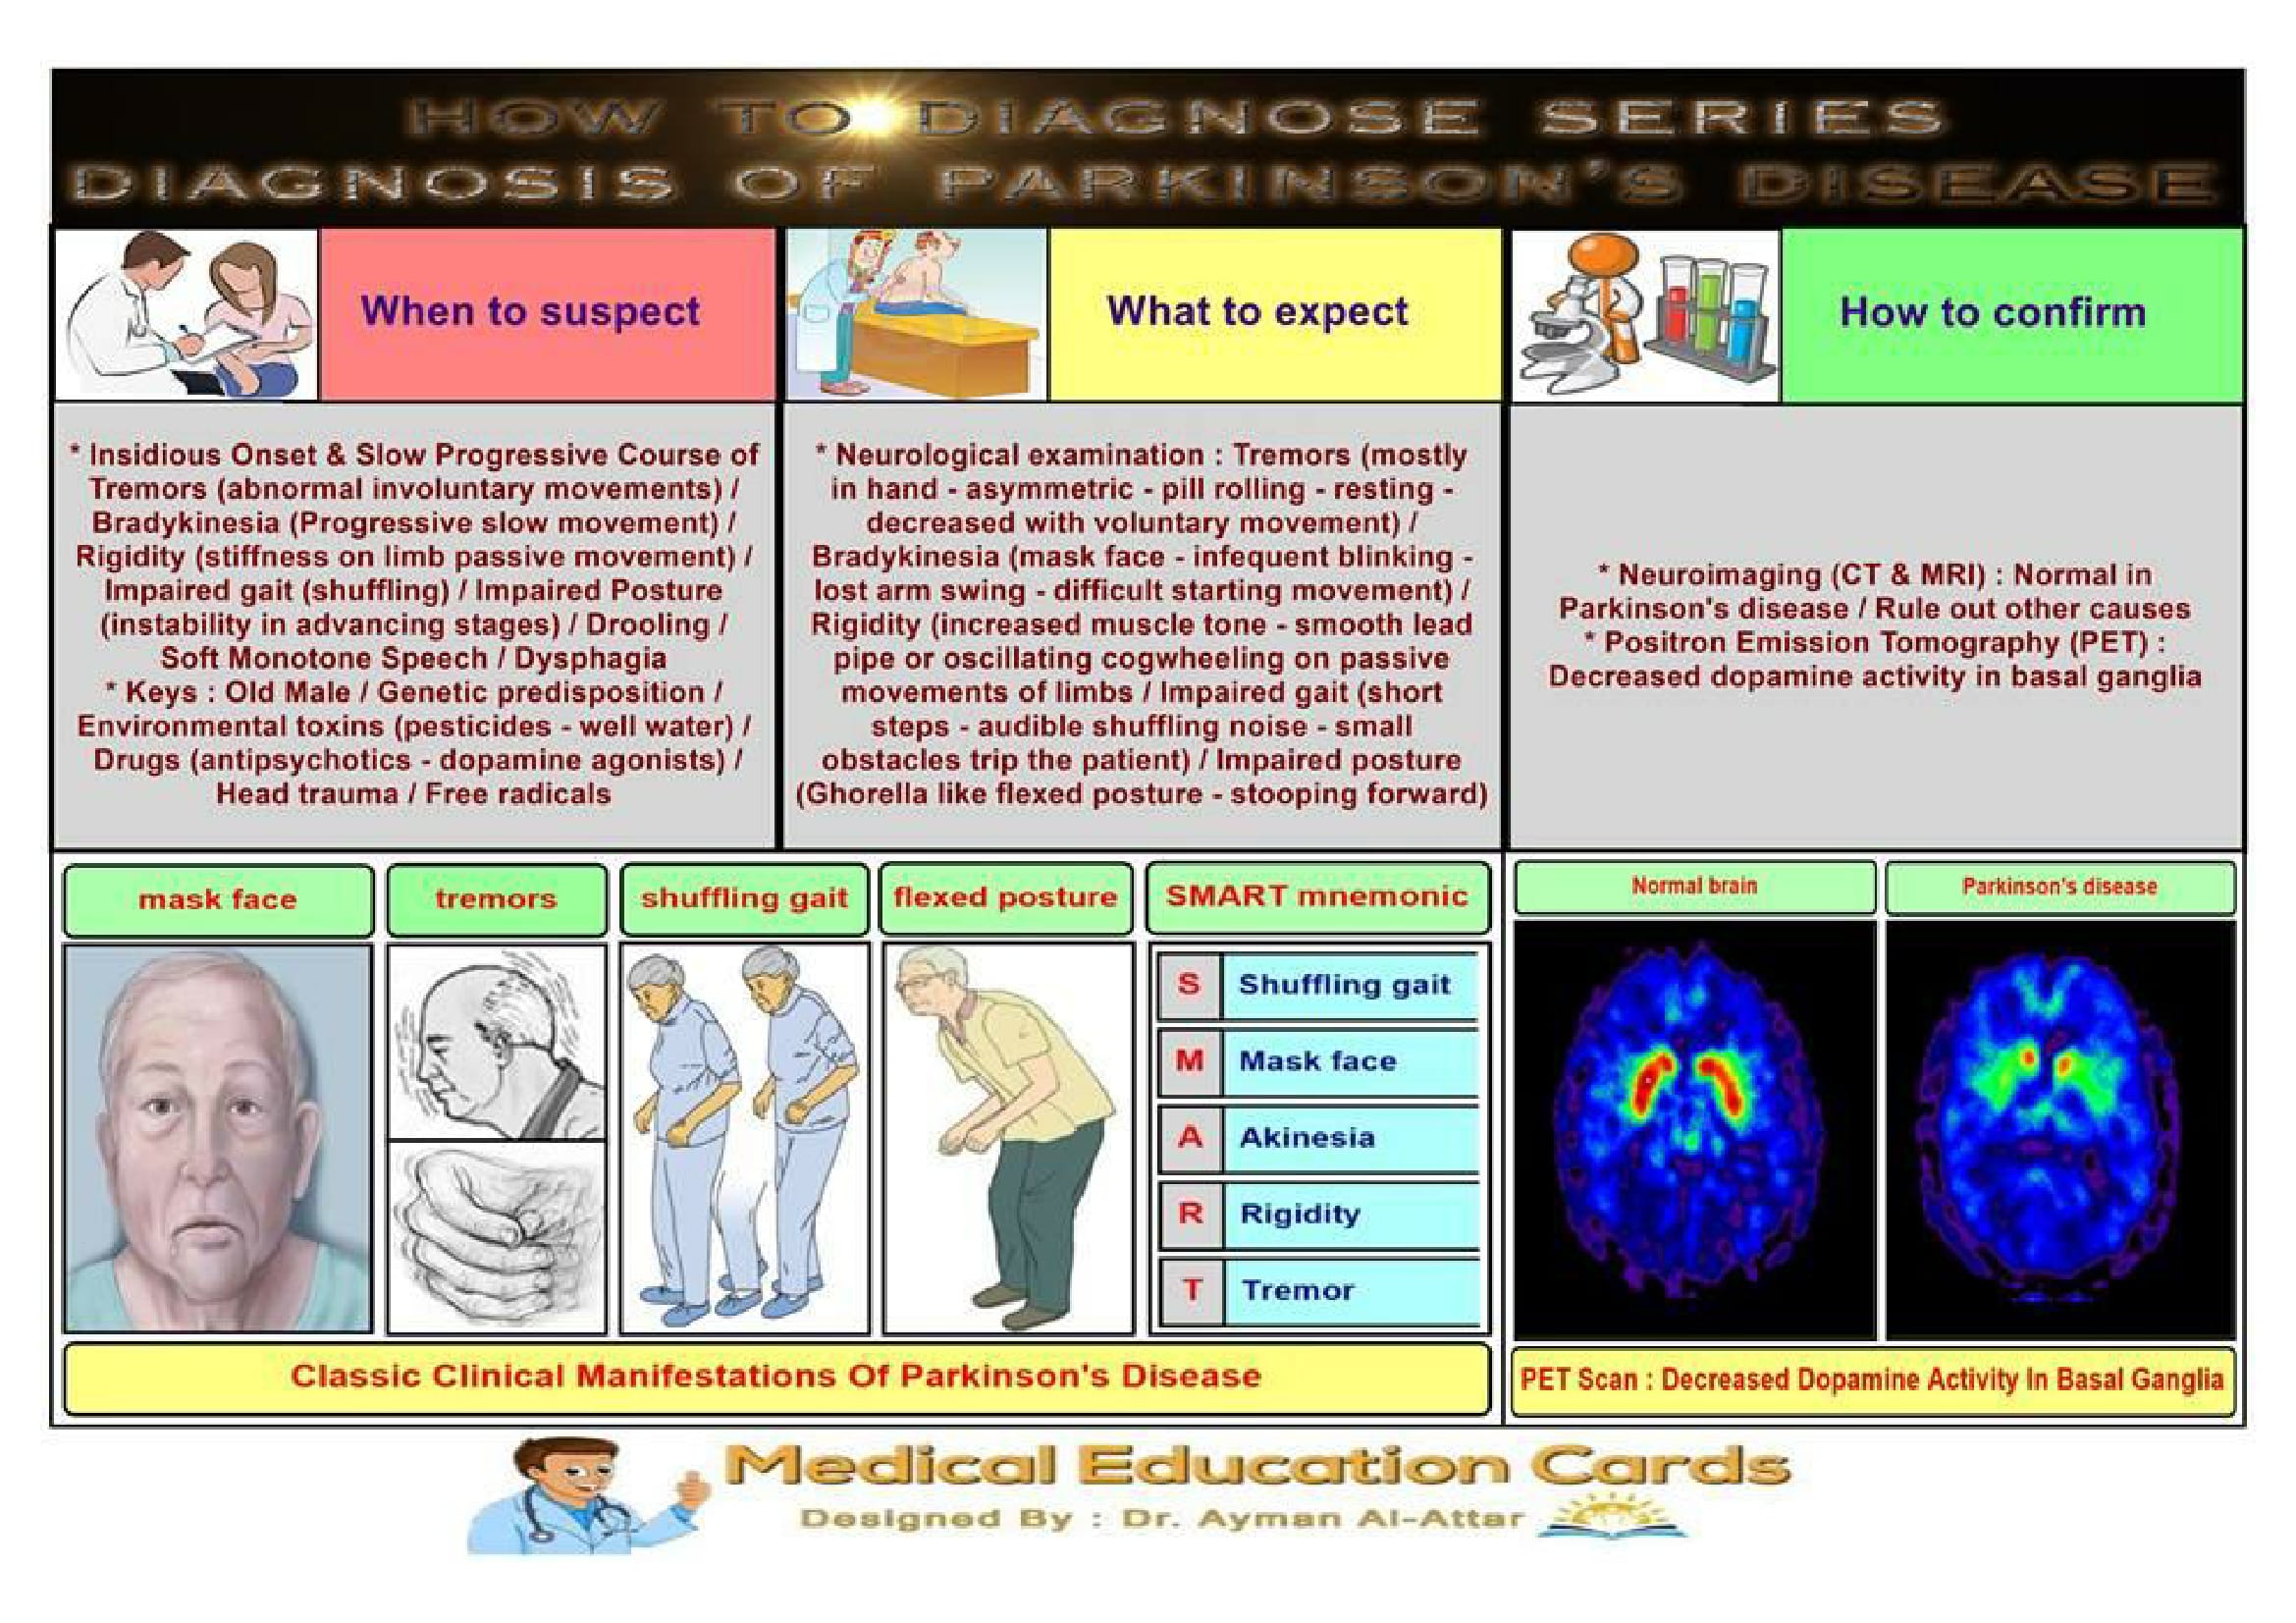 HOW TO DIAGNOSE SERIES
DIAGNOSIS OF PARKINSON'S DISEASE
When to suspect
What to expect
How to confirm
* Insidious Onset & Slow Progressive Course of
Tremors (abnormal involuntary movements) /
Bradykinesia (Progressive slow movement) /
Rigidity (stiffness on limb passive movement) /
Impaired gait (shuffling) / Impaired Posture
(instability in advancing stages) / Drooling /
Soft Monotone Speech / Dysphagia
* Keys : Old Male / Genetic predisposition /
Environmental toxins (pesticides - well water) /
Drugs (antipsychotics - dopamine agonists) /
Head trauma / Free radicals
* Neurological examination : Tremors (mostly
in hand - asymmetric - pill rolling - resting -
decreased with voluntary movement) /
Bradykinesia (mask face - infequent blinking -
lost arm swing - difficult starting movement) /
Rigidity (increased muscle tone - smooth lead
pipe or oscillating cogwheeling on passive
movements of limbs / Impaired gait (short
steps - audible shuffling noise - small
obstacles trip the patient) / Impaired posture
(Ghorella like flexed posture - stooping forward)
* Neuroimaging (CT & MRI) : Normal in
Parkinson's disease / Rule out other causes
* Positron Emission Tomography (PET) :
Decreased dopamine activity in basal ganglia
mask face
tremors
shuffling gait
flexed posture
SMART mnemonic
S Shuffling gait
M Mask face
A Akinesia
R Rigidity
T Tremor
Classic Clinical Manifestations Of Parkinson's Disease
Normal brain
Parkinson's disease
PET Scan : Decreased Dopamine Activity In Basal Ganglia
Medical Education Cards
Designed By : Dr. Ayman Al-Attar